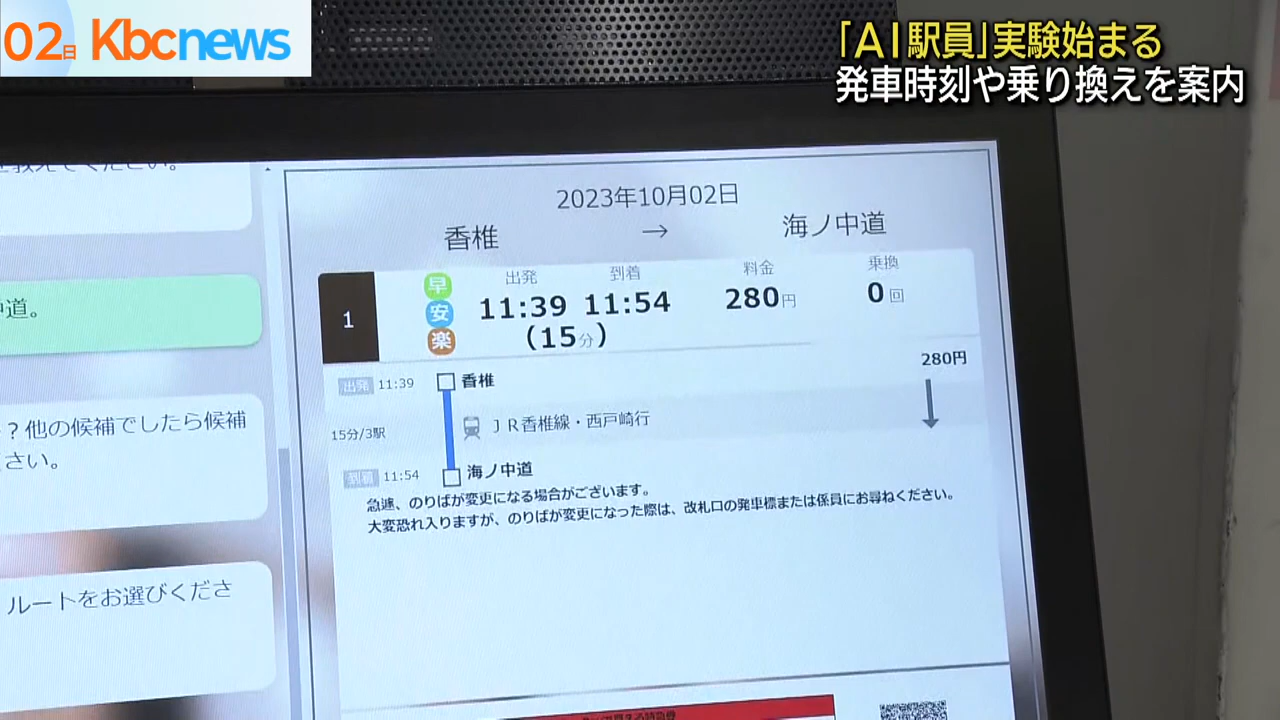 02日 Kbcnews
「AI駅員」実験始まる
発車時刻や乗り換えを案内
ください。
中道。
？他の候補でしたら候補
さい。
ルートをお選びくださ
2023年10月02日
香椎 → 海ノ中道
出発 到着 料金 乗換
1 早 安 楽 11:39 11:54 280円 0回
(15分)
280円
出発 11:39 香椎
15分/3駅 JR香椎線・西戸崎行
到着 11:54 海ノ中道
急遽、のりばが変更になる場合がございます。
大変恐れ入りますが、のりばが変更になった際は、改札口の発車標または係員にお尋ねください。